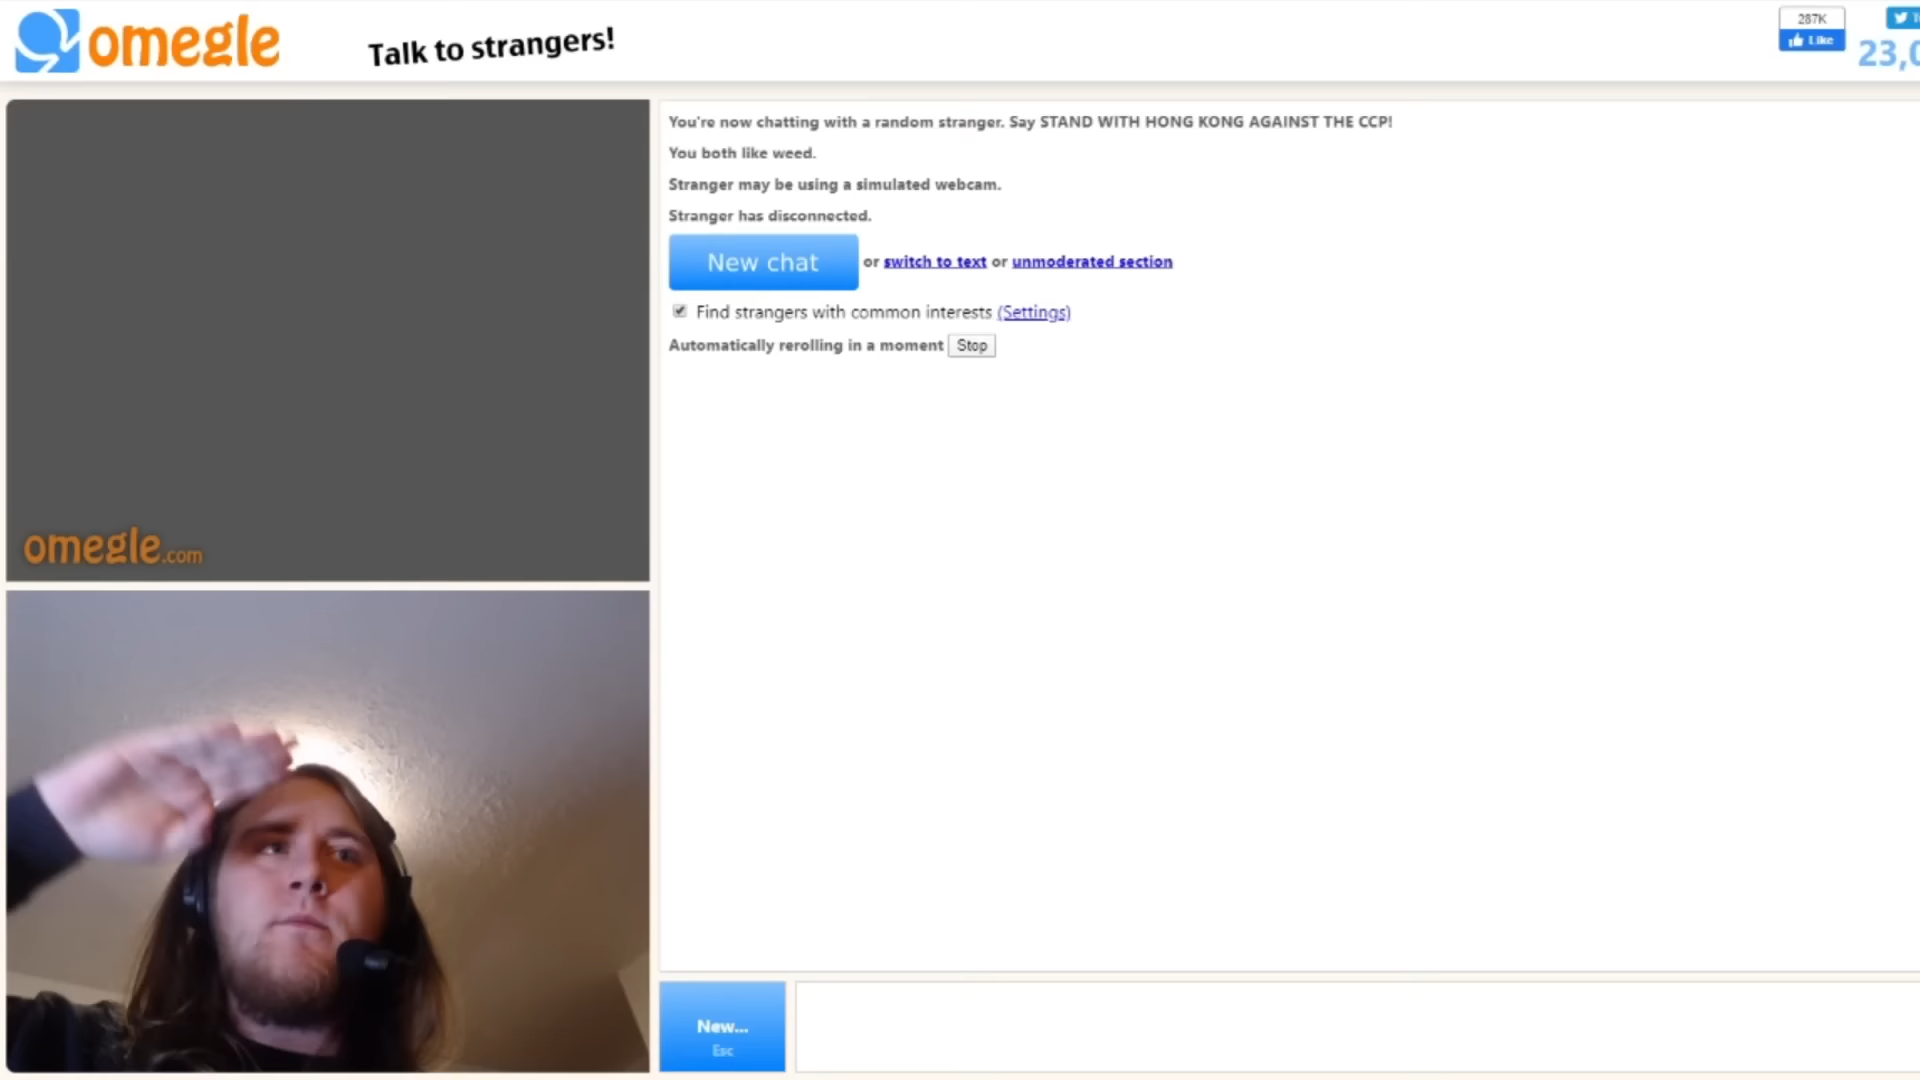 omegle
Talk to strangers!
287K
Like
23,0
You're now chatting with a random stranger. Say STAND WITH HONG KONG AGAINST THE CCP!
You both like weed.
Stranger may be using a simulated webcam.
Stranger has disconnected.
New chat or switch to text or unmoderated section
Find strangers with common interests (Settings)
Automatically rerolling in a moment Stop
omegle.com
New...
Esc